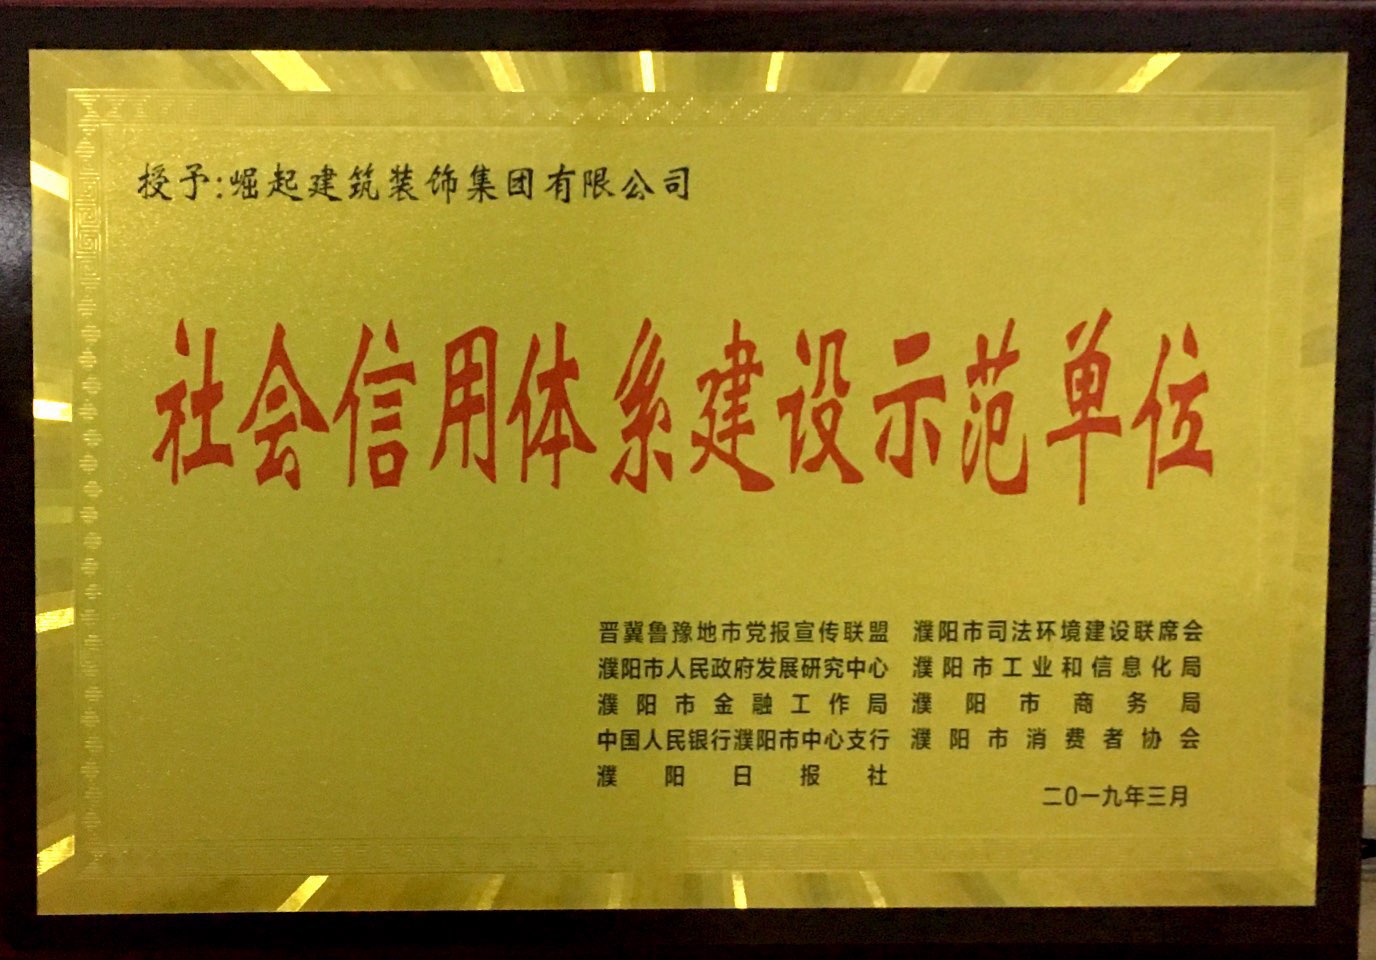 授予:崛起建筑装饰集团有限公司
社会信用体系建设示范单位
晋冀鲁豫地市党报宣传联盟 濮阳市司法环境建设联席会
濮阳市人民政府发展研究中心 濮阳市工业和信息化局
濮阳市金融工作局 濮阳市商务局
中国人民银行濮阳市中心支行 濮阳市消费者协会
濮阳日报社
二〇一九年三月